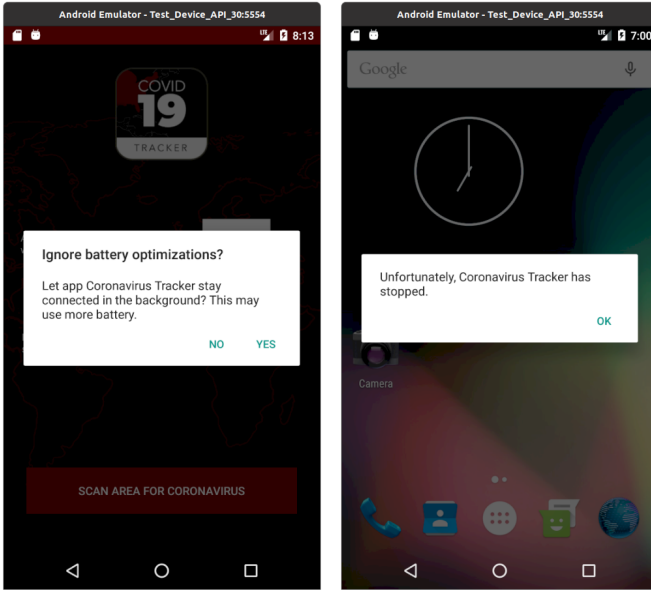 Android Emulator - Test_Device_API_30:5554
LTE 8:13
COVID
19
TRACKER
Ignore battery optimizations?
Let app Coronavirus Tracker stay
connected in the background? This may
use more battery.
NO YES
SCAN AREA FOR CORONAVIRUS
Android Emulator - Test_Device_API_30:5554
LTE 7:00
Google
Unfortunately, Coronavirus Tracker has
stopped.
OK
Camera